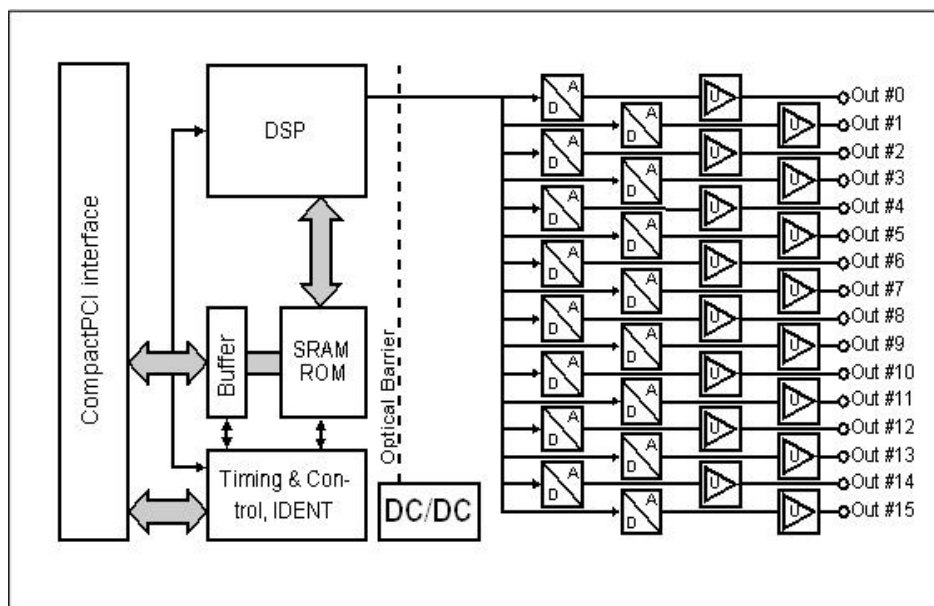 CompactPCI interface
DSP
Buffer
SRAM
ROM
Timing & Con-
trol, IDENT
Optical Barrier
DC/DC
A
D
U
Out #0
A
D
U
Out #1
A
D
U
Out #2
A
D
U
Out #3
A
D
U
Out #4
A
D
U
Out #5
A
D
U
Out #6
A
D
U
Out #7
A
D
U
Out #8
A
D
U
Out #9
A
D
U
Out #10
A
D
U
Out #11
A
D
U
Out #12
A
D
U
Out #13
A
D
U
Out #14
A
D
U
Out #15